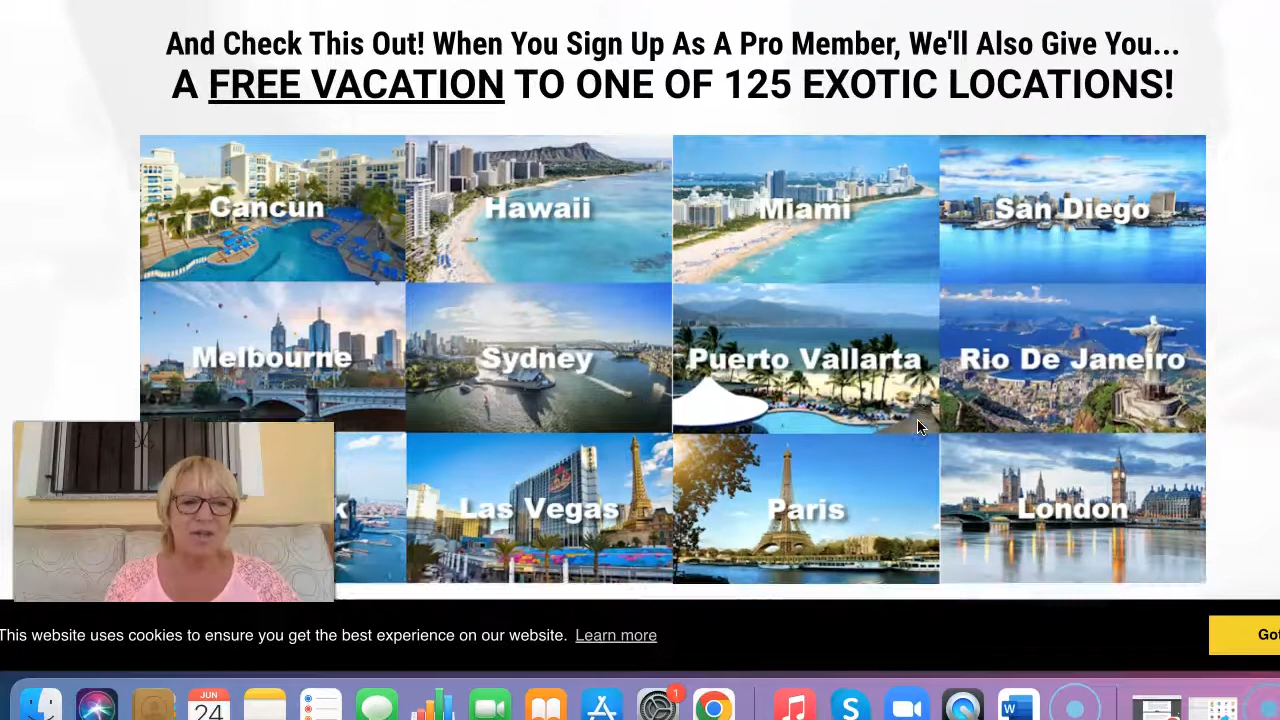 And Check This Out! When You Sign Up As A Pro Member, We'll Also Give You...
A FREE VACATION TO ONE OF 125 EXOTIC LOCATIONS!
Cancun Hawaii Miami San Diego
Melbourne Sydney Puerto Vallarta Rio De Janeiro
Las Vegas Paris London
This website uses cookies to ensure you get the best experience on our website. Learn more
JUN
24
1
S
W